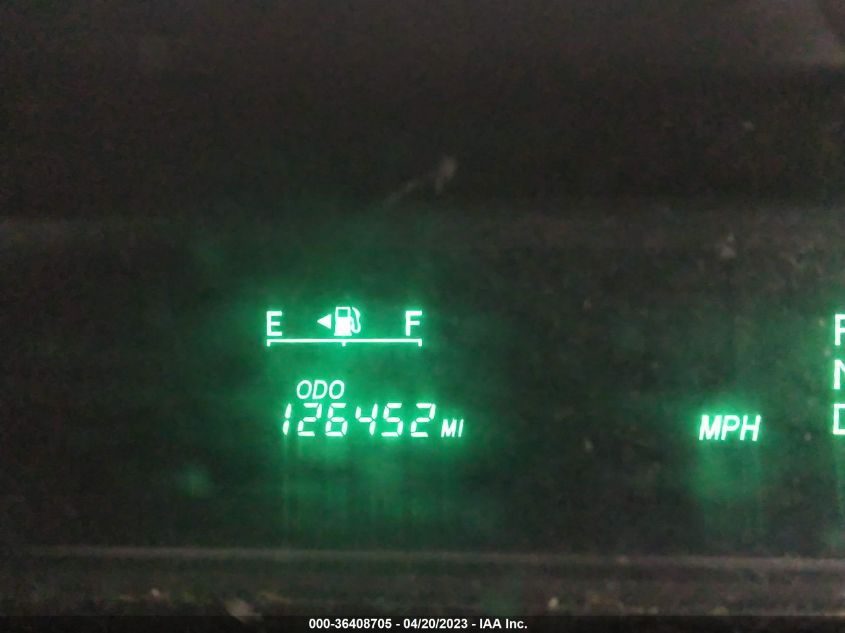 E F
ODO
126452 MI
MPH
N
D
000-36408705 - 04/20/2023 - IAA Inc.